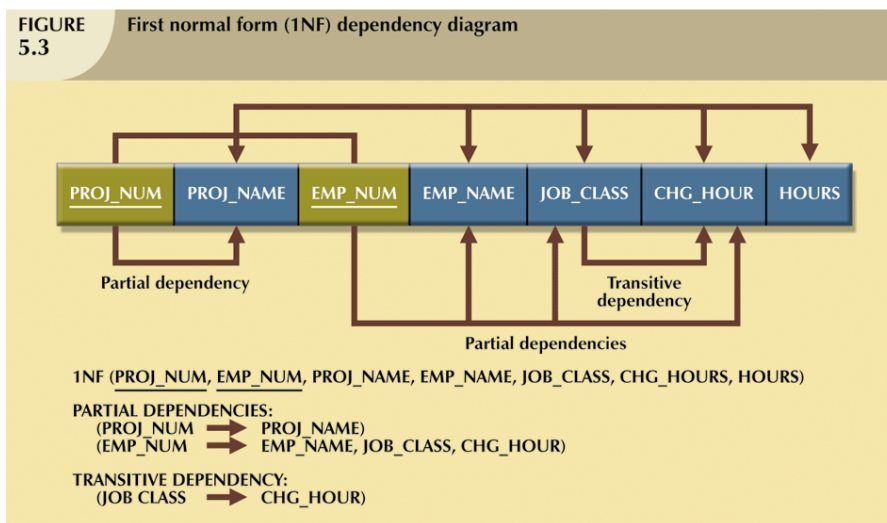 FIGURE 5.3
First normal form (1NF) dependency diagram
PROJ_NUM PROJ_NAME EMP_NUM EMP_NAME JOB_CLASS CHG_HOUR HOURS
Partial dependency
Transitive
dependency
Partial dependencies
1NF (PROJ_NUM, EMP_NUM, PROJ_NAME, EMP_NAME, JOB_CLASS, CHG_HOURS, HOURS)
PARTIAL DEPENDENCIES:
(PROJ_NUM → PROJ_NAME)
(EMP_NUM → EMP_NAME, JOB_CLASS, CHG_HOUR)
TRANSITIVE DEPENDENCY:
(JOB CLASS → CHG_HOUR)